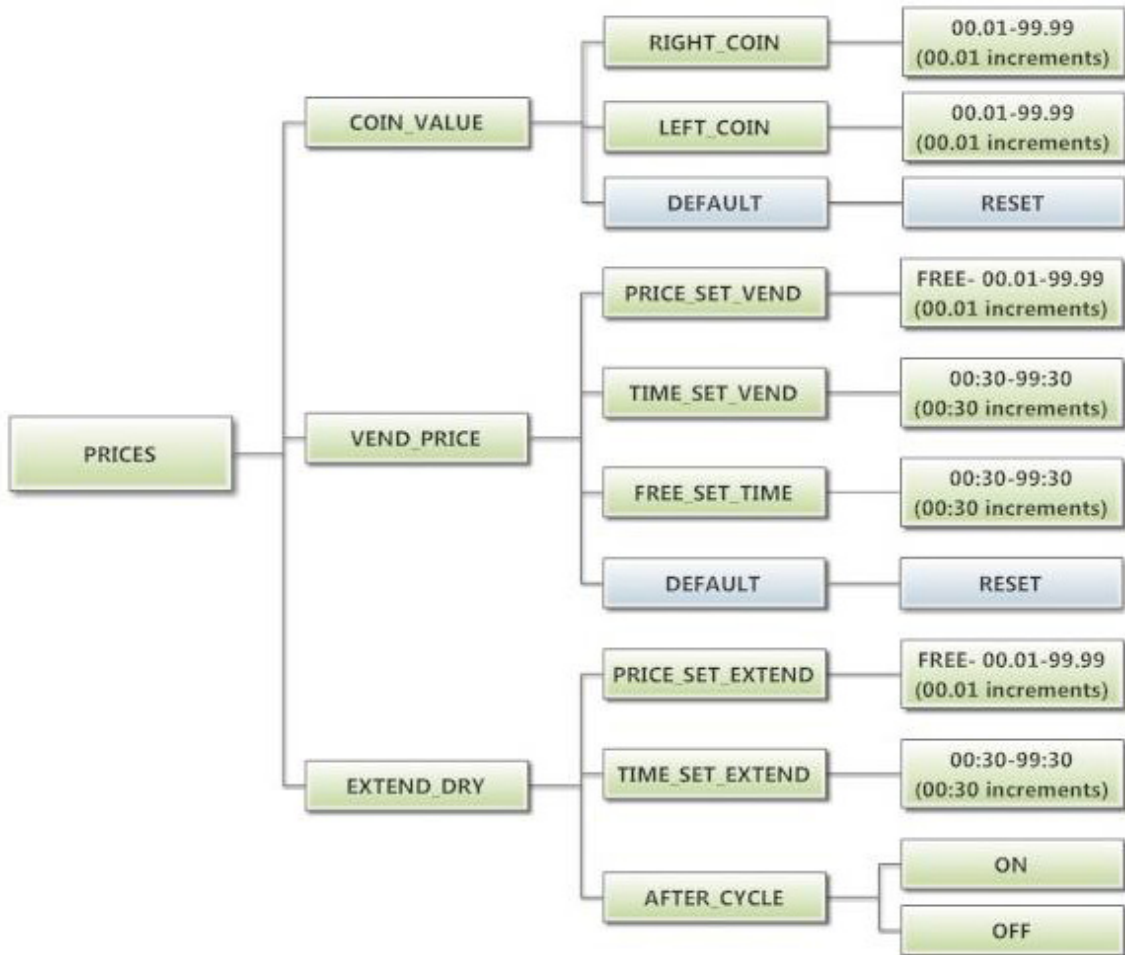 PRICES
COIN_VALUE
RIGHT_COIN
00.01-99.99
(00.01 increments)
LEFT_COIN
00.01-99.99
(00.01 increments)
DEFAULT
RESET
VEND_PRICE
PRICE_SET_VEND
FREE- 00.01-99.99
(00.01 increments)
TIME_SET_VEND
00:30-99:30
(00:30 increments)
FREE_SET_TIME
00:30-99:30
(00:30 increments)
DEFAULT
RESET
EXTEND_DRY
PRICE_SET_EXTEND
FREE- 00.01-99.99
(00.01 increments)
TIME_SET_EXTEND
00:30-99:30
(00:30 increments)
AFTER_CYCLE
ON
OFF